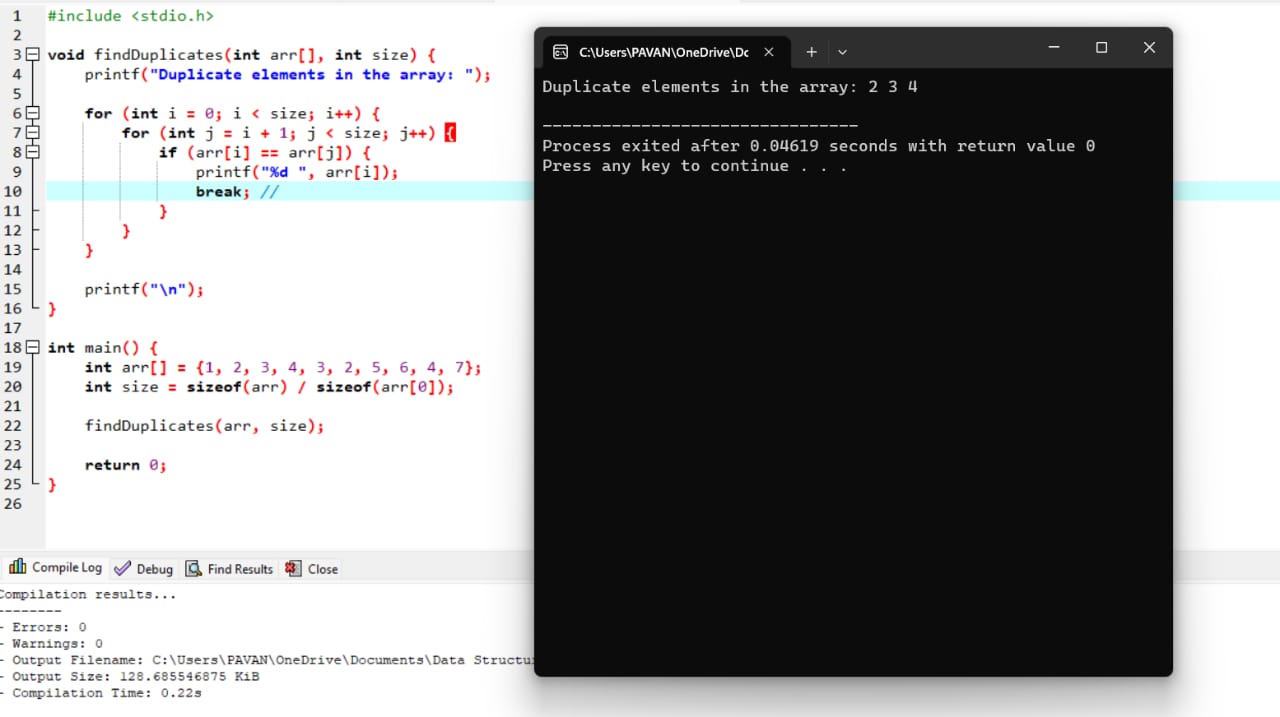 1 #include <stdio.h>
2
3 void findDuplicates(int arr[], int size) {
4 printf("Duplicate elements in the array: ");
5
6 for (int i = 0; i < size; i++) {
7 for (int j = i + 1; j < size; j++) {
8 if (arr[i] == arr[j]) {
9 printf("%d ", arr[i]);
10 break; //
11 }
12 }
13 }
14
15 printf("\n");
16 }
17
18 int main() {
19 int arr[] = {1, 2, 3, 4, 3, 2, 5, 6, 4, 7};
20 int size = sizeof(arr) / sizeof(arr[0]);
21
22 findDuplicates(arr, size);
23
24 return 0;
25 }
26
C:\Users\PAVAN\OneDrive\Dc
Duplicate elements in the array: 2 3 4
--------------------------------
Process exited after 0.04619 seconds with return value 0
Press any key to continue . . .
Compile Log Debug Find Results Close
Compilation results...
--------
- Errors: 0
- Warnings: 0
- Output Filename: C:\Users\PAVAN\OneDrive\Documents\Data Structu
- Output Size: 128.685546875 KiB
- Compilation Time: 0.22s